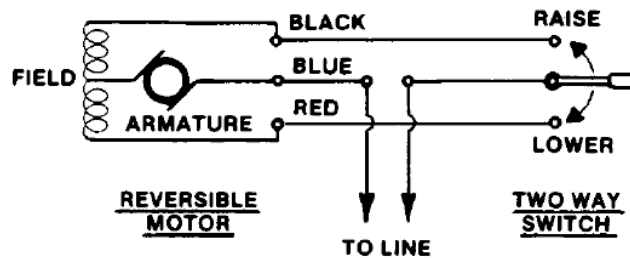 BLACK
RAISE
FIELD
BLUE
ARMATURE
RED
LOWER
REVERSIBLE
MOTOR
TWO WAY
SWITCH
TO LINE